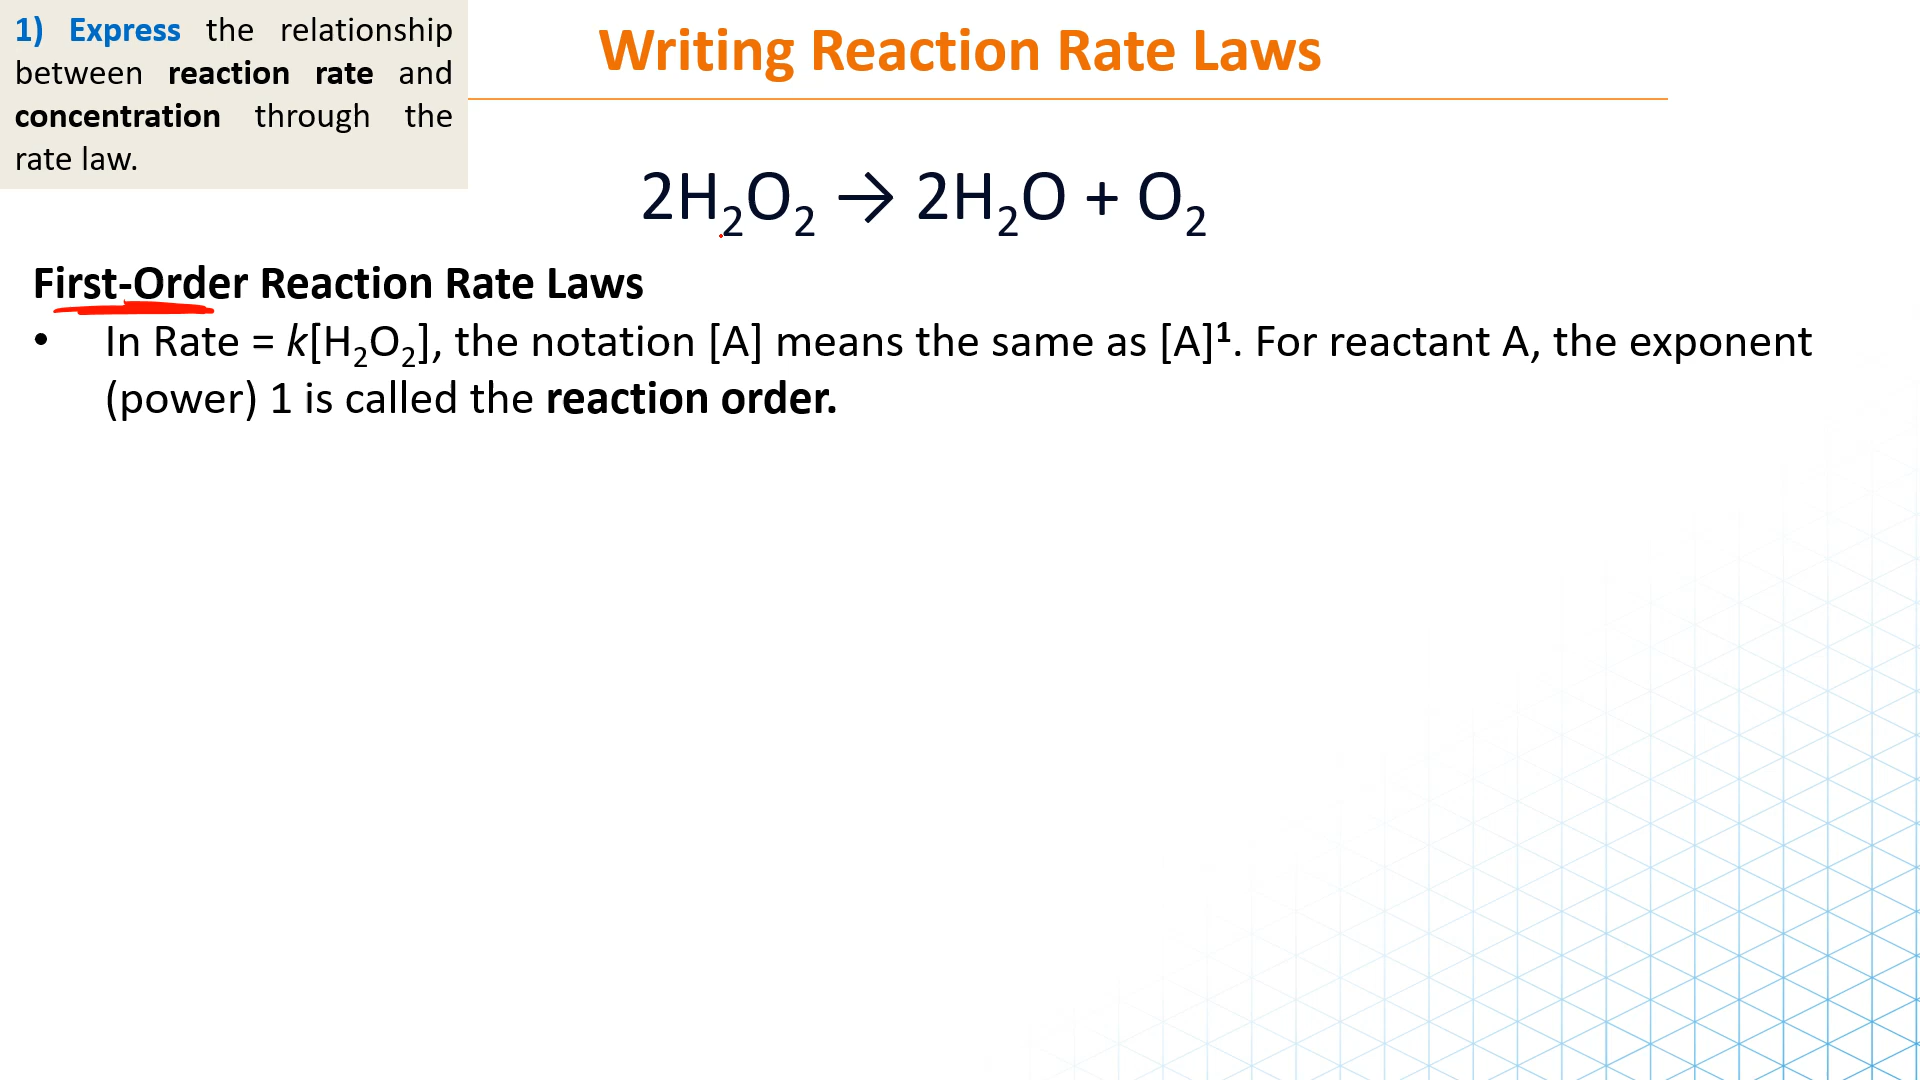 1) Express the relationship
between reaction rate and
concentration through the
rate law.
Writing Reaction Rate Laws
2H₂O₂ → 2H₂O + O₂
First-Order Reaction Rate Laws
• In Rate = k[H₂O₂], the notation [A] means the same as [A]¹. For reactant A, the exponent
(power) 1 is called the reaction order.